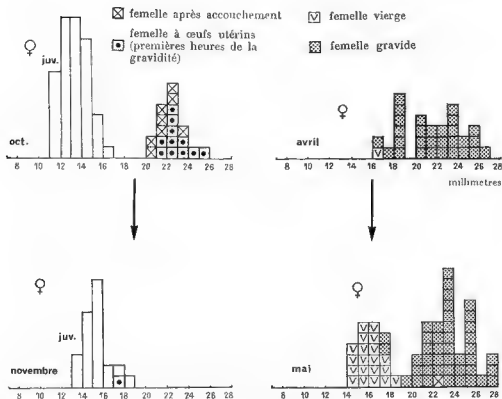 femelle après accouchement
femelle à œufs utérins
(premières heures de la
gravidité)
femelle vierge
femelle gravide
♀
juv.
oct.
8 10 12 14 16 18 20 22 24 26 28
♀
avril
8 10 12 14 16 18 20 22 24 26 28
millimetres
♀
juv.
novembre
8 10 12 14 16 18 20 22 24 26 28
♀
V V
V V V
V V V
V V V V
V V V V
V V V V V
mai
8 10 12 14 16 18 20 22 24 26 28